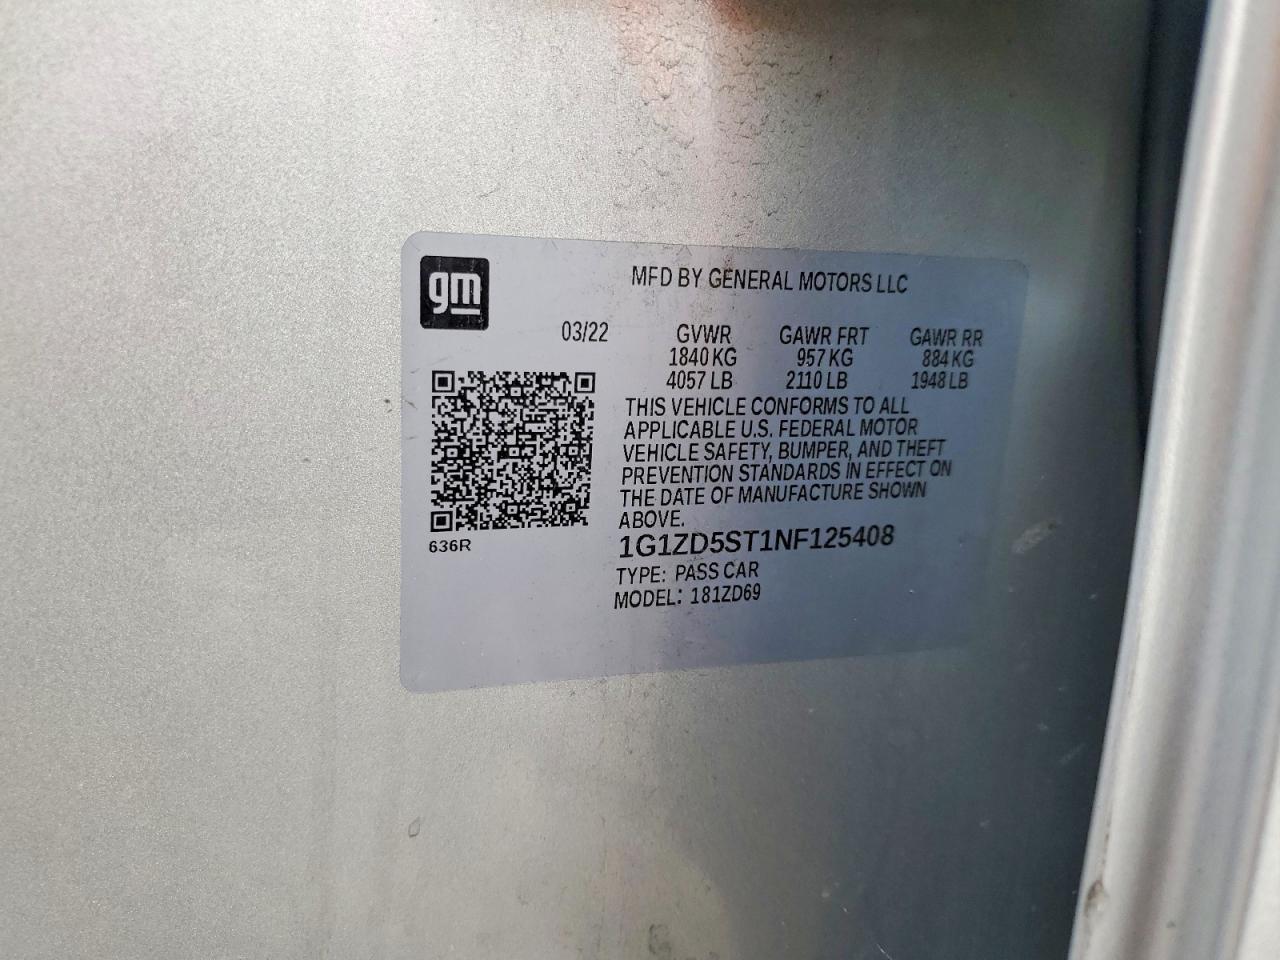 gm
MFD BY GENERAL MOTORS LLC
03/22 GVWR GAWR FRT GAWR RR
1840 KG 957 KG 884 KG
4057 LB 2110 LB 1948 LB
THIS VEHICLE CONFORMS TO ALL
APPLICABLE U.S. FEDERAL MOTOR
VEHICLE SAFETY, BUMPER, AND THEFT
PREVENTION STANDARDS IN EFFECT ON
THE DATE OF MANUFACTURE SHOWN
ABOVE.
636R
1G1ZD5ST1NF125408
TYPE: PASS CAR
MODEL: 181ZD69